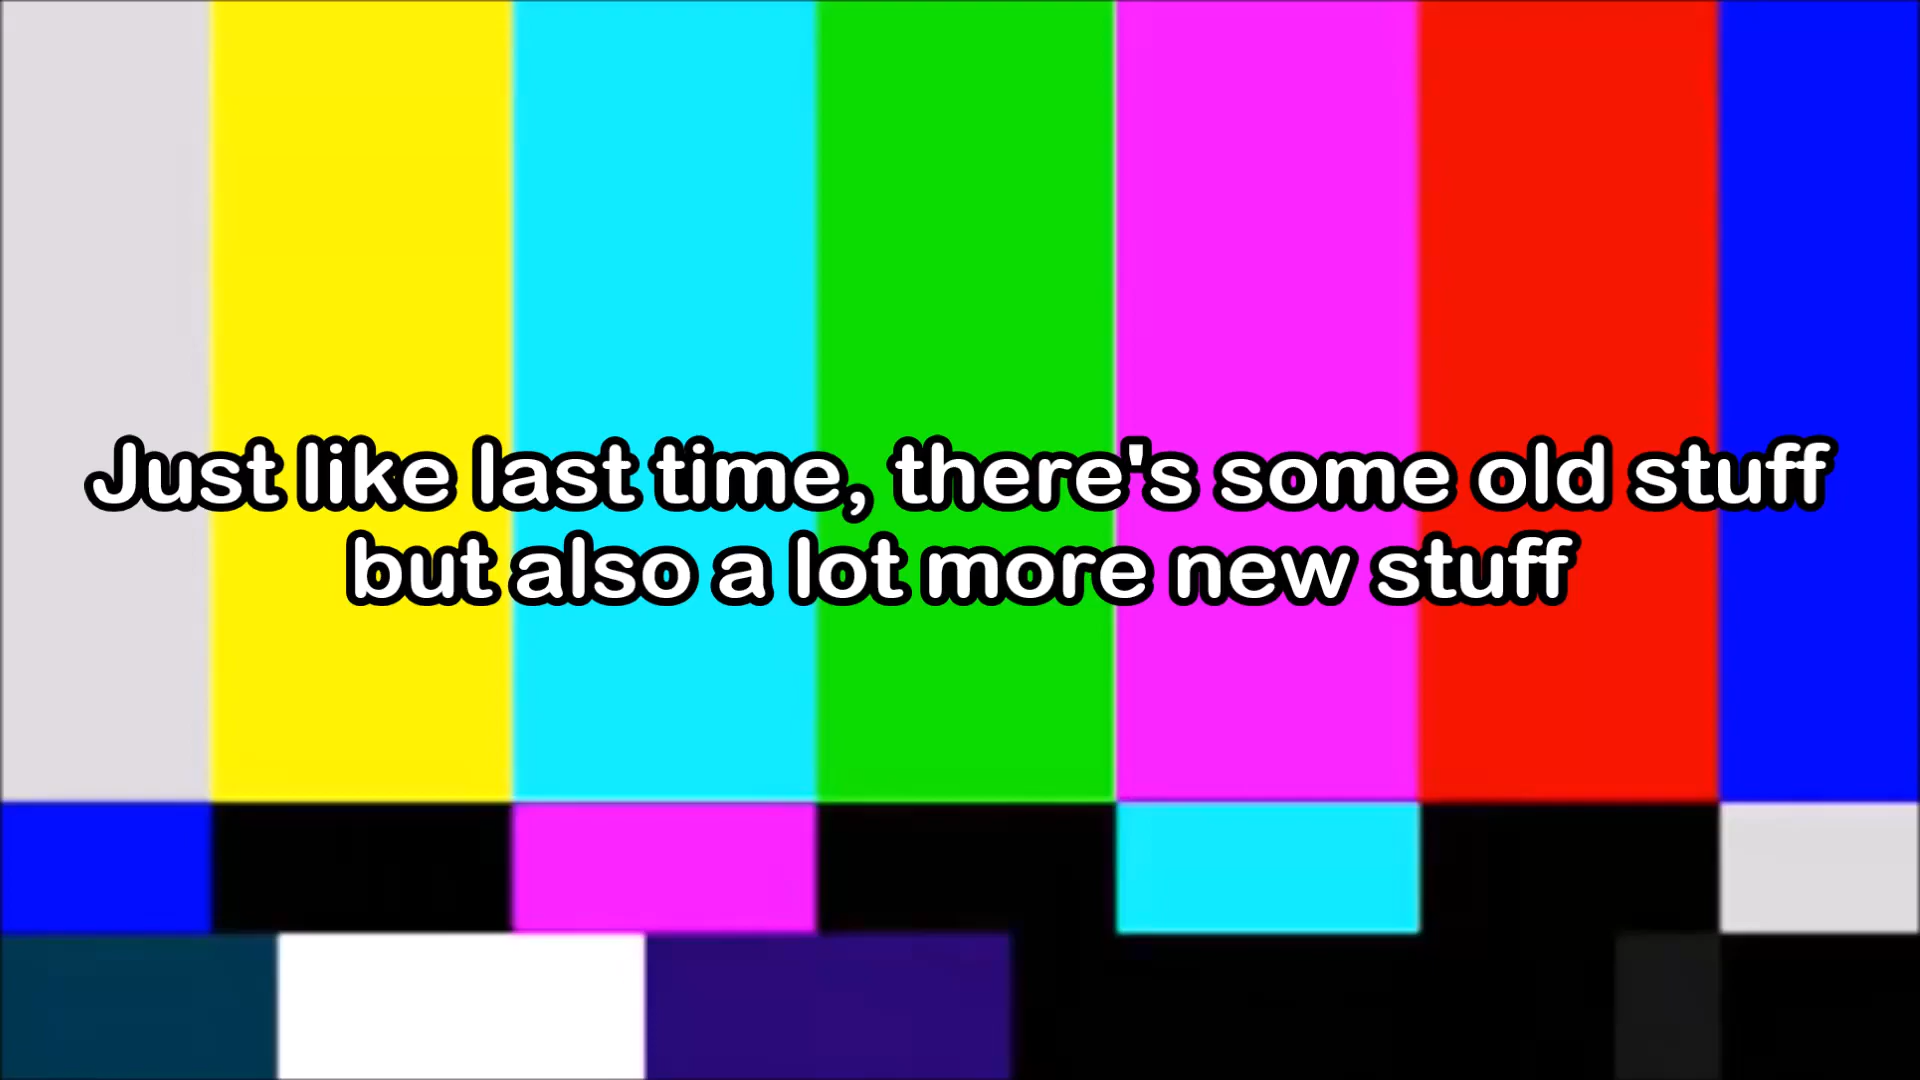 Just like last time, there's some old stuff
but also a lot more new stuff